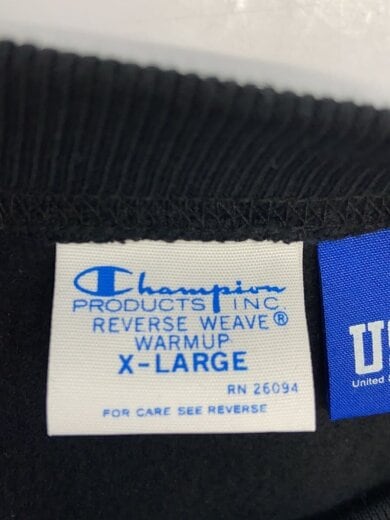 Champion
PRODUCTS INC.
REVERSE WEAVE®
WARMUP
X-LARGE
RN 26094
FOR CARE SEE REVERSE
United